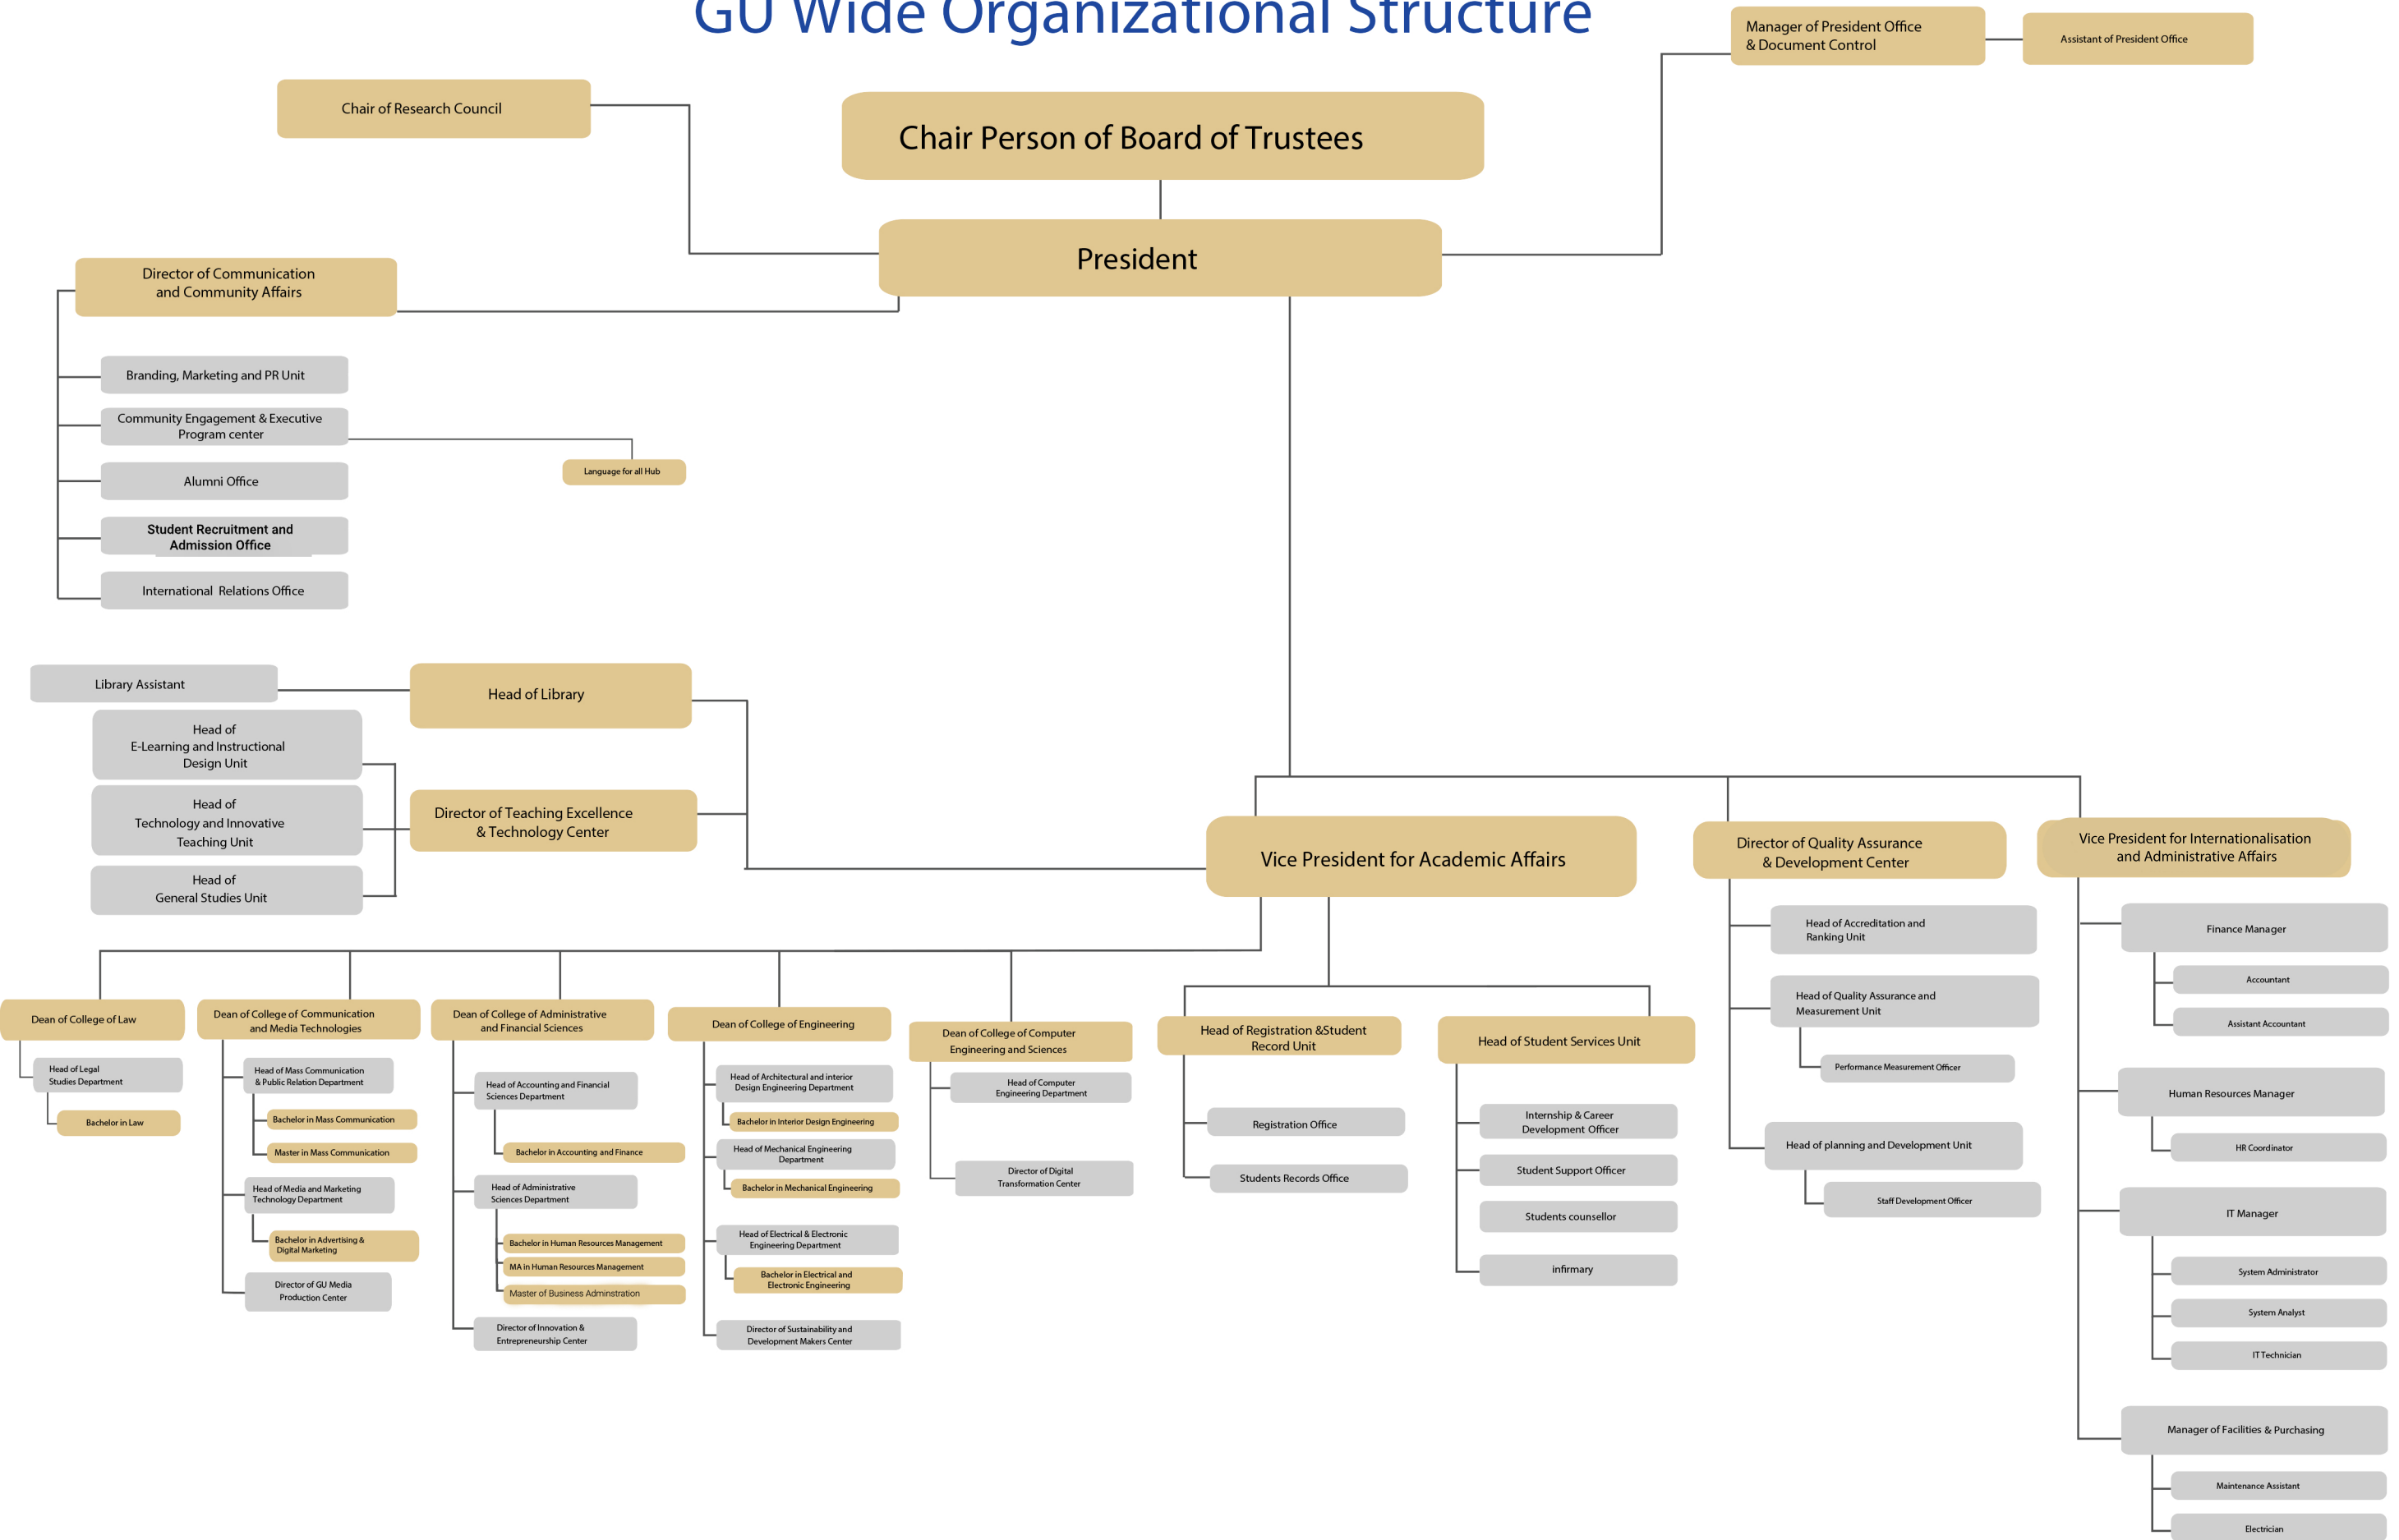 GU Wide Organizational Structure
Manager of President Office
& Document Control
Assistant of President Office
Chair of Research Council
Chair Person of Board of Trustees
President
Director of Communication
and Community Affairs
Branding, Marketing and PR Unit
Community Engagement & Executive
Program center
Language for all Hub
Alumni Office
Student Recruitment and
Admission Office
International Relations Office
Library Assistant
Head of Library
Head of
E-Learning and Instructional
Design Unit
Head of
Technology and Innovative
Teaching Unit
Head of
General Studies Unit
Director of Teaching Excellence
& Technology Center
Vice President for Academic Affairs
Director of Quality Assurance
& Development Center
Vice President for Internationalisation
and Administrative Affairs
Dean of College of Law
Head of Legal
Studies Department
Bachelor in Law
Dean of College of Communication
and Media Technologies
Head of Mass Communication
& Public Relation Department
Bachelor in Mass Communication
Master in Mass Communication
Head of Media and Marketing
Technology Department
Bachelor in Advertising &
Digital Marketing
Director of GU Media
Production Center
Dean of College of Administrative
and Financial Sciences
Head of Accounting and Financial
Sciences Department
Bachelor in Accounting and Finance
Head of Administrative
Sciences Department
Bachelor in Human Resources Management
MA in Human Resources Management
Master of Business Adminstration
Director of Innovation &
Entrepreneurship Center
Dean of College of Engineering
Head of Architectural and interior
Design Engineering Department
Bachelor in Interior Design Engineering
Head of Mechanical Engineering
Department
Bachelor in Mechanical Engineering
Head of Electrical & Electronic
Engineering Department
Bachelor in Electrical and
Electronic Engineering
Director of Sustainability and
Development Makers Center
Dean of College of Computer
Engineering and Sciences
Head of Computer
Engineering Department
Director of Digital
Transformation Center
Head of Registration &Student
Record Unit
Registration Office
Students Records Office
Head of Student Services Unit
Internship & Career
Development Officer
Student Support Officer
Students counsellor
infirmary
Head of Accreditation and
Ranking Unit
Head of Quality Assurance and
Measurement Unit
Performance Measurement Officer
Head of planning and Development Unit
Staff Development Officer
Finance Manager
Accountant
Assistant Accountant
Human Resources Manager
HR Coordinator
IT Manager
System Administrator
System Analyst
IT Technician
Manager of Facilities & Purchasing
Maintenance Assistant
Electrician